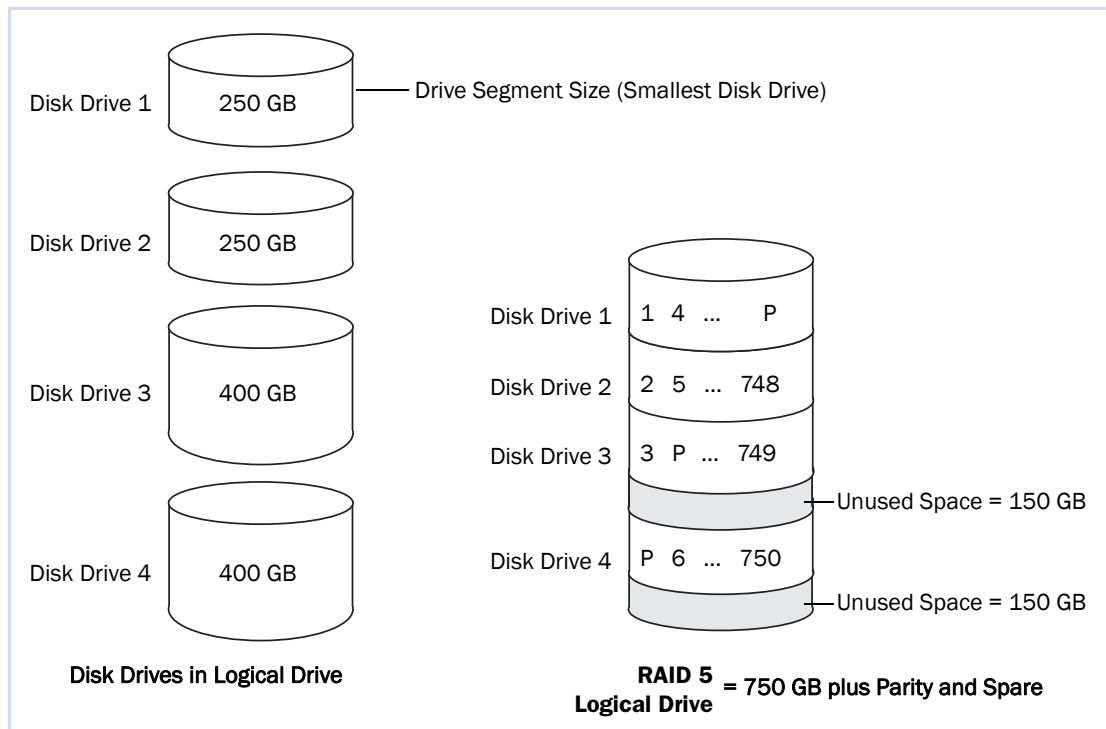 Disk Drive 1
250 GB
Drive Segment Size (Smallest Disk Drive)
Disk Drive 2
250 GB
Disk Drive 3
400 GB
Disk Drive 4
400 GB
Disk Drives in Logical Drive
Disk Drive 1
1 4 ... P
Disk Drive 2
2 5 ... 748
Disk Drive 3
3 P ... 749
Unused Space = 150 GB
Disk Drive 4
P 6 ... 750
Unused Space = 150 GB
RAID 5
Logical Drive
= 750 GB plus Parity and Spare